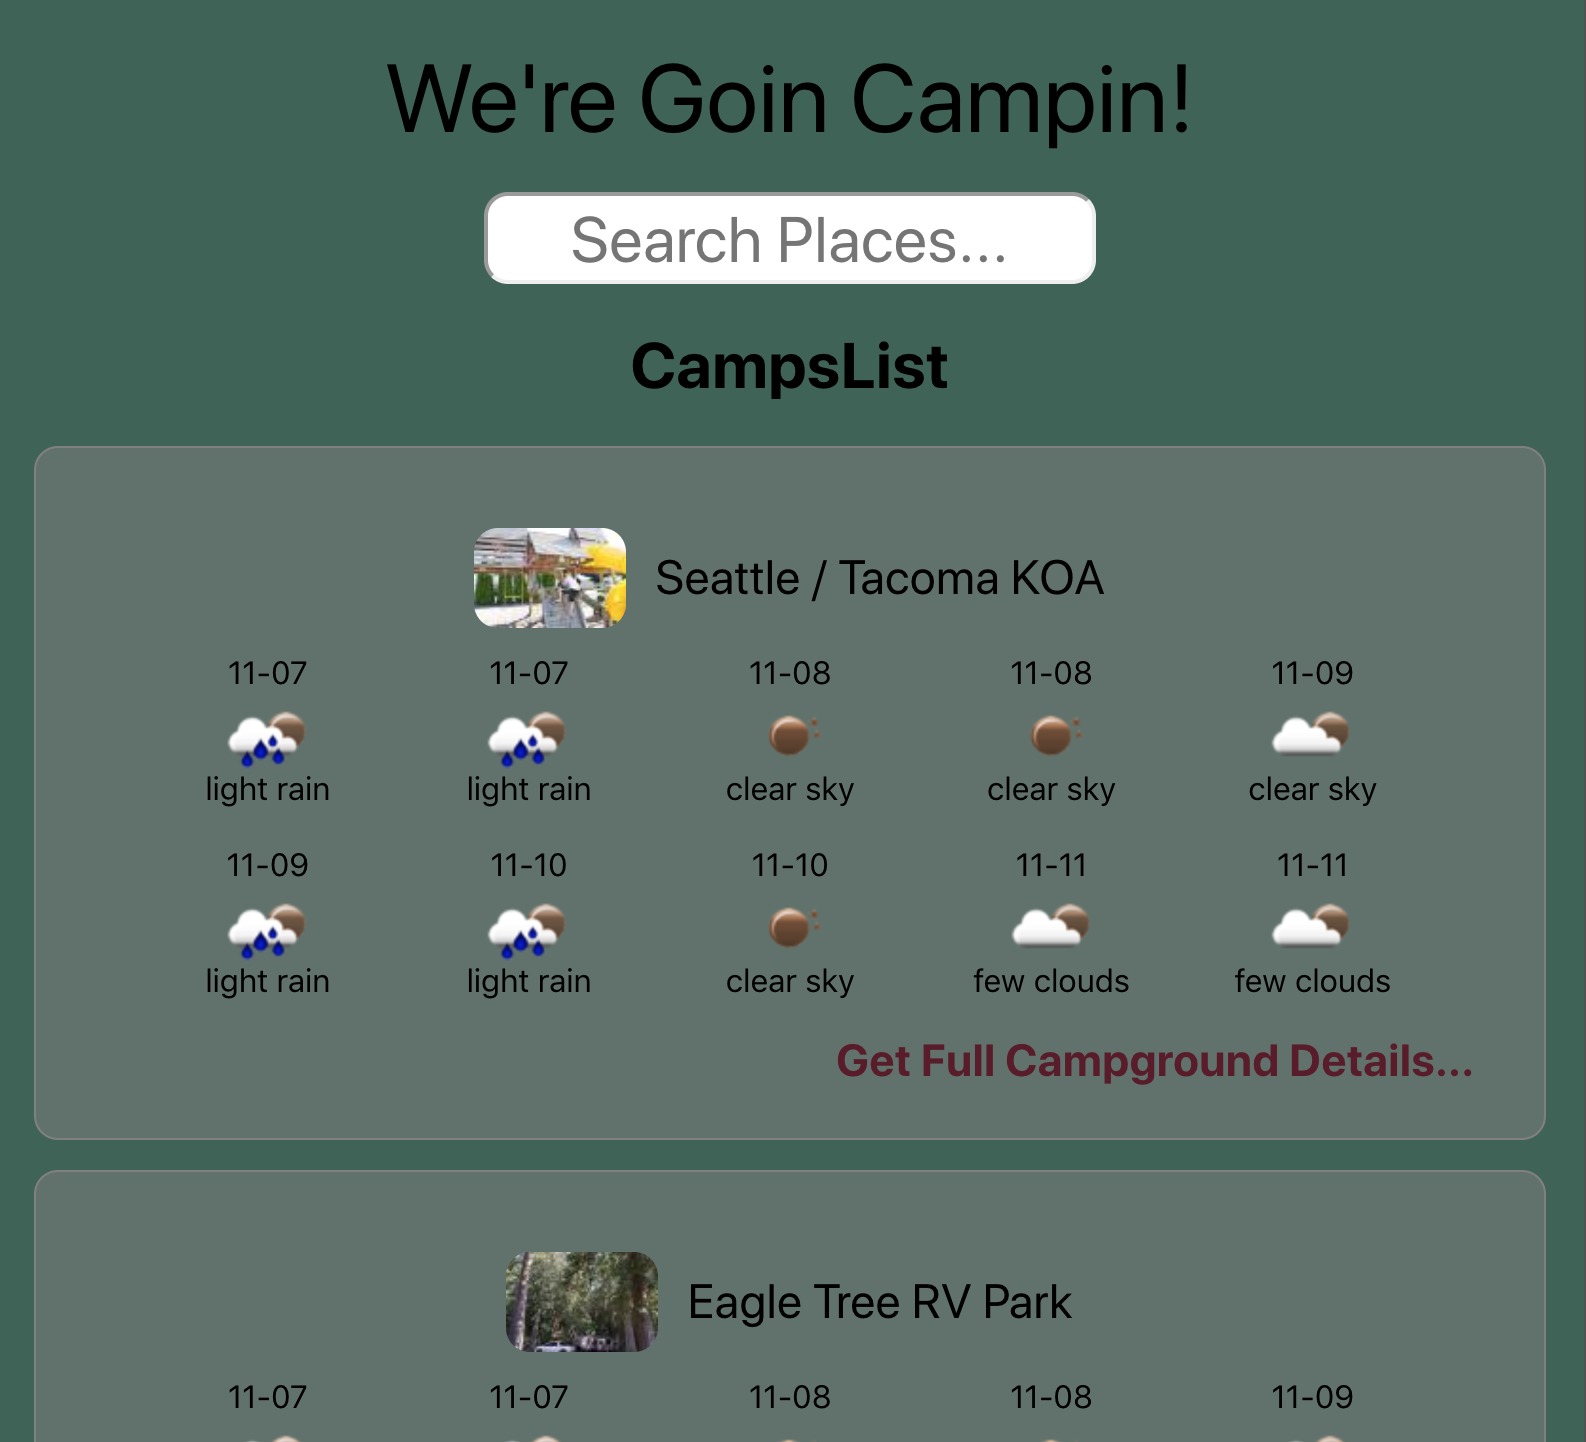 We're Goin Campin!
Search Places...
CampsList
Seattle / Tacoma KOA
11-07 11-07 11-08 11-08 11-09
light rain light rain clear sky clear sky clear sky
11-09 11-10 11-10 11-11 11-11
light rain light rain clear sky few clouds few clouds
Get Full Campground Details...
Eagle Tree RV Park
11-07 11-07 11-08 11-08 11-09